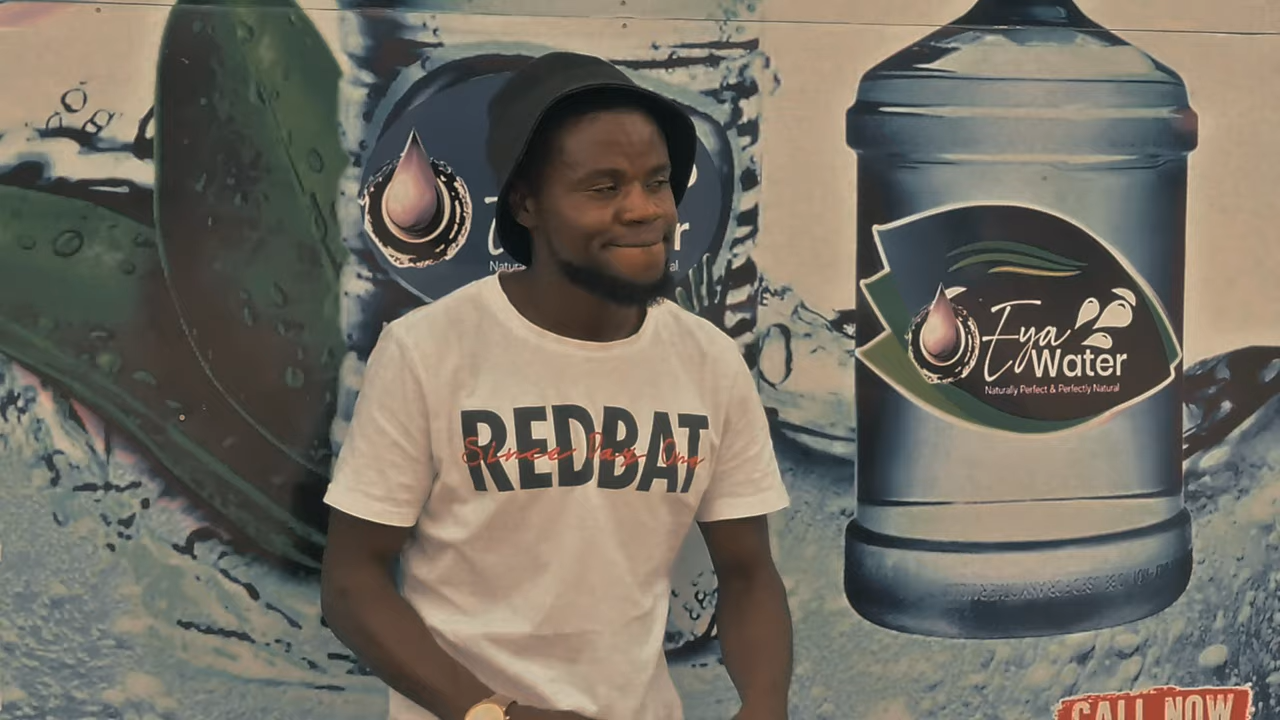 Eya
Water
Naturally Perfect & Perfectly Natural
REDBAT
Since Day One
CALL NOW